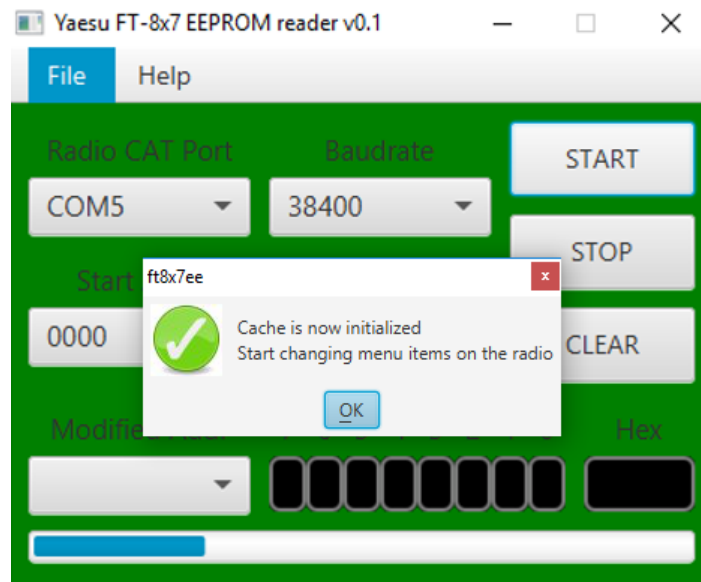 Yaesu FT-8x7 EEPROM reader v0.1
File Help
Radio CAT Port Baudrate START
COM5 38400
STOP
Start
ft8x7ee
0000
Cache is now initialized
Start changing menu items on the radio
CLEAR
OK
Hex